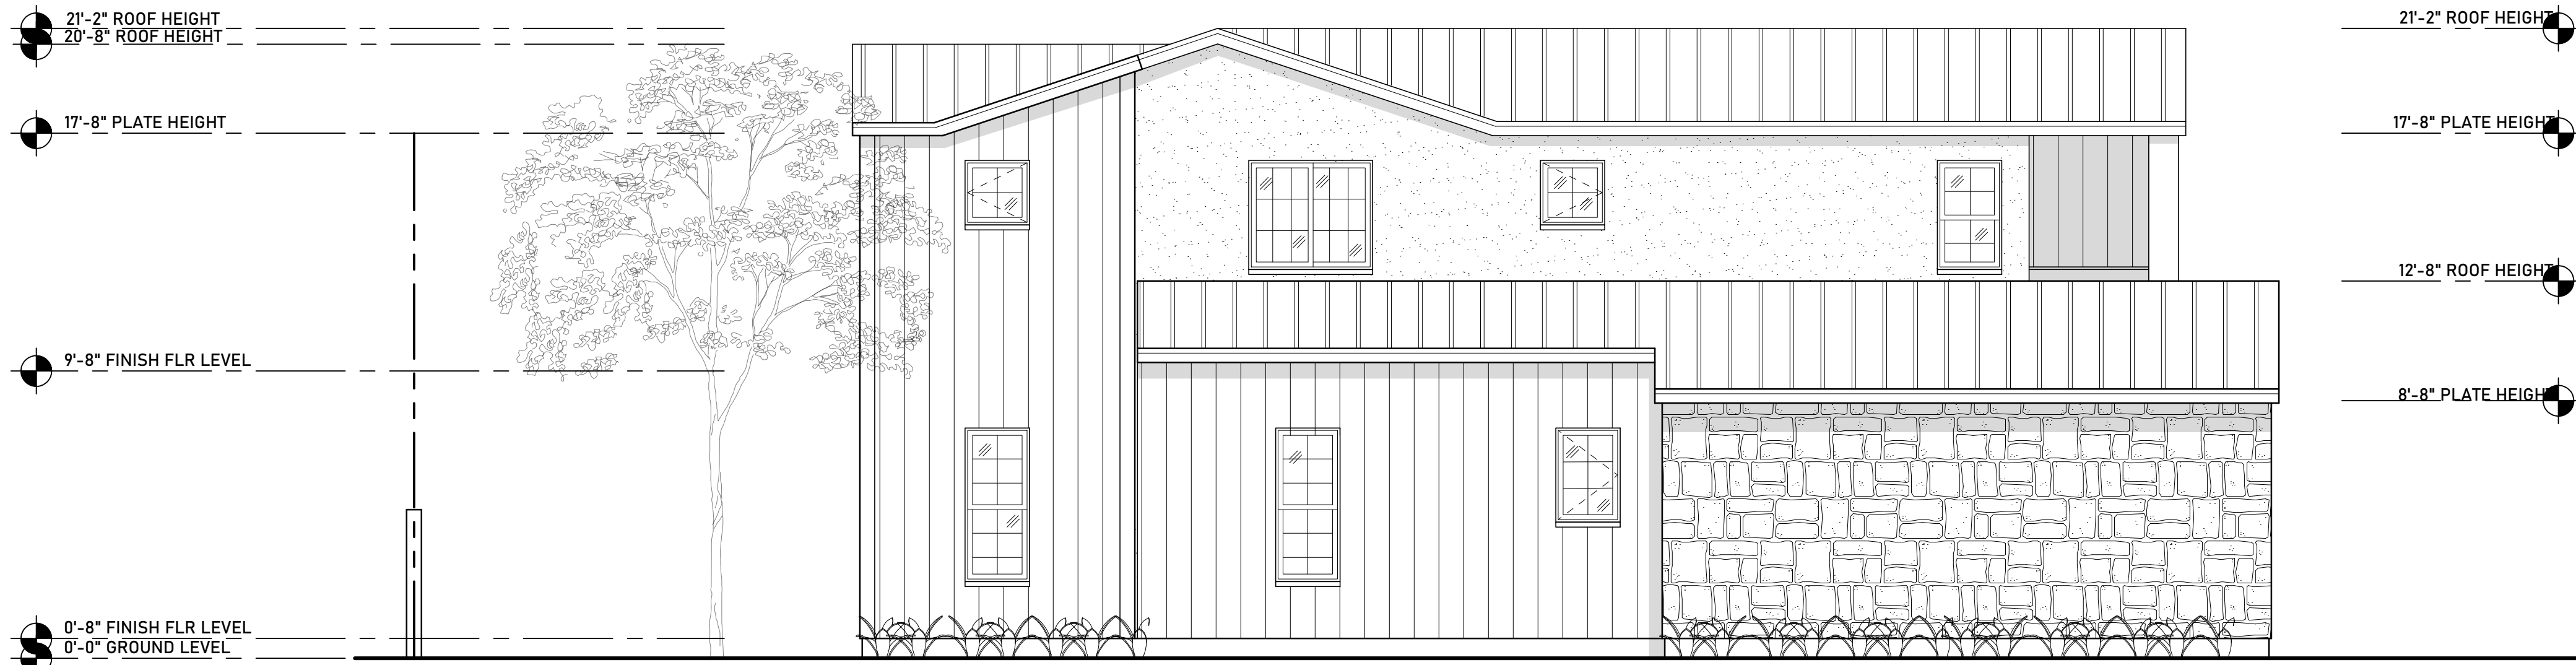 21'-2" ROOF HEIGHT
20'-8" ROOF HEIGHT
17'-8" PLATE HEIGHT
9'-8" FINISH FLR LEVEL
0'-8" FINISH FLR LEVEL
0'-0" GROUND LEVEL
21'-2" ROOF HEIGHT
17'-8" PLATE HEIGHT
12'-8" ROOF HEIGHT
8'-8" PLATE HEIGHT